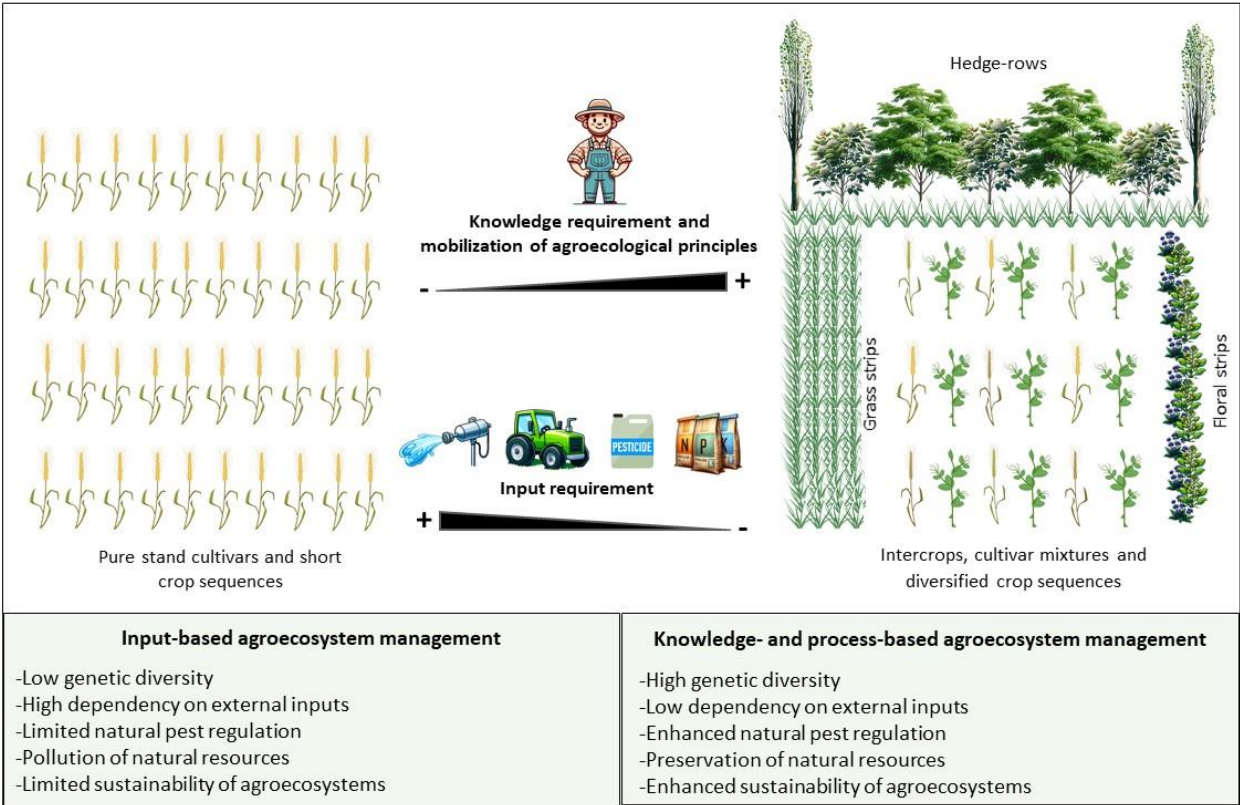 Hedge-rows
Knowledge requirement and
mobilization of agroecological principles
- +
Grass strips
Floral strips
PESTICIDE
N P K
Input requirement
+ -
Pure stand cultivars and short
crop sequences
Intercrops, cultivar mixtures and
diversified crop sequences
Input-based agroecosystem management
-Low genetic diversity
-High dependency on external inputs
-Limited natural pest regulation
-Pollution of natural resources
-Limited sustainability of agroecosystems
Knowledge- and process-based agroecosystem management
-High genetic diversity
-Low dependency on external inputs
-Enhanced natural pest regulation
-Preservation of natural resources
-Enhanced sustainability of agroecosystems